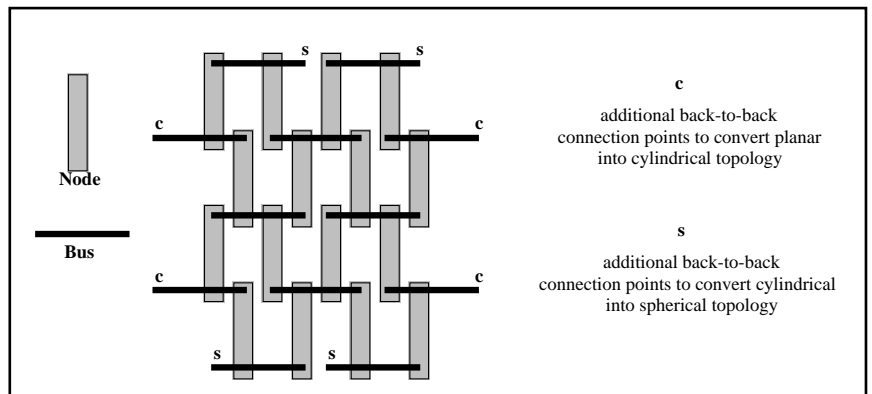 s s
c
c c
additional back-to-back
connection points to convert planar
into cylindrical topology
Node
Bus
s
additional back-to-back
connection points to convert cylindrical
into spherical topology
c c
s s